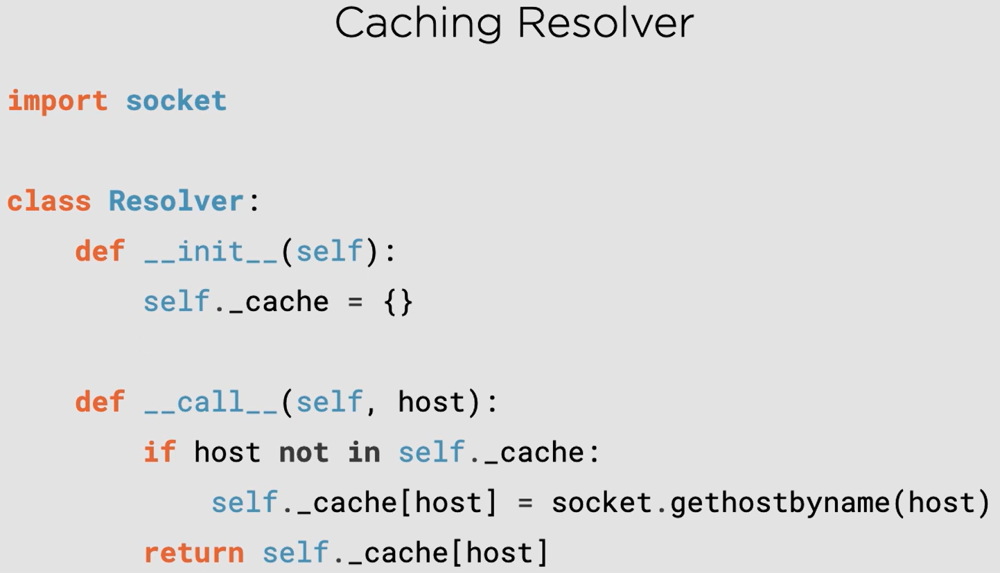 Caching Resolver
import socket
class Resolver:
    def __init__(self):
        self._cache = {}
    def __call__(self, host):
        if host not in self._cache:
            self._cache[host] = socket.gethostbyname(host)
        return self._cache[host]